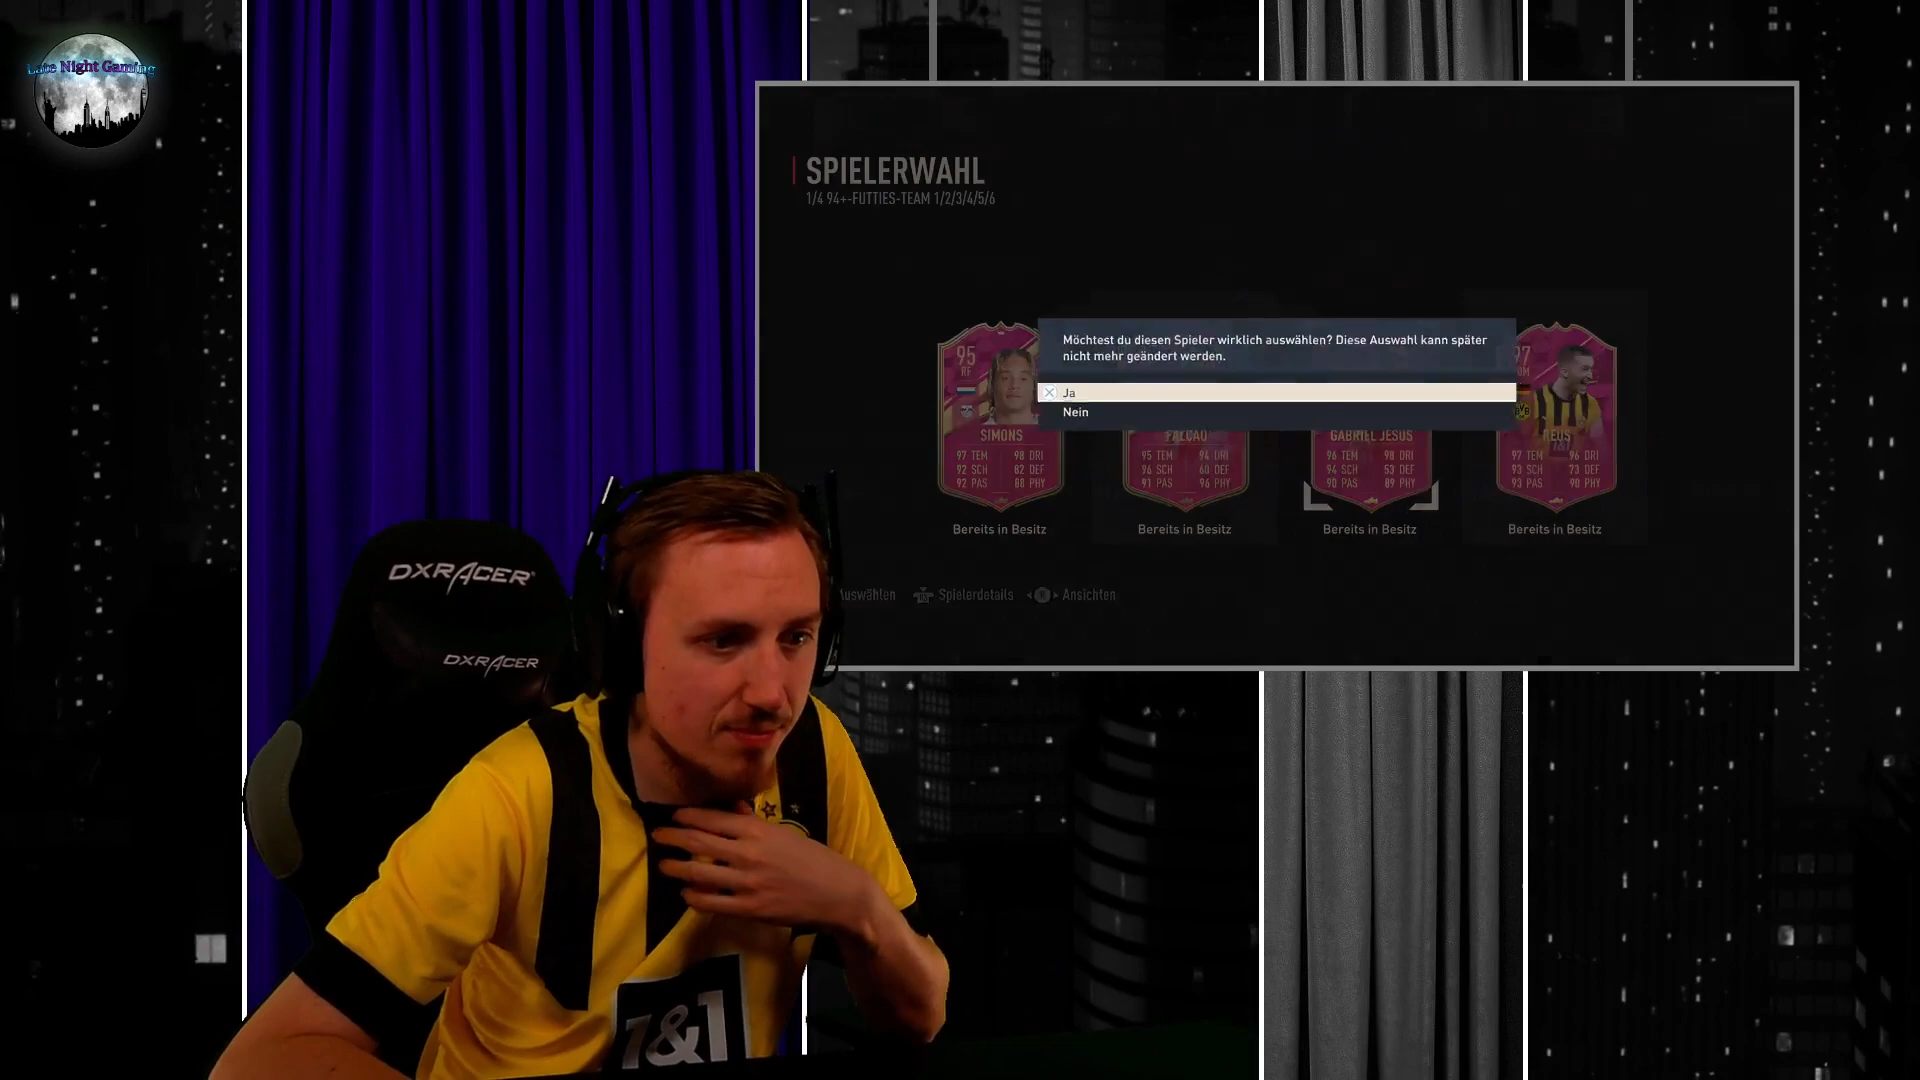 Late Night Gaming
SPIELERWAHL
1/4 94+-FUTTIES-TEAM 1/2/3/4/5/6
Möchtest du diesen Spieler wirklich auswählen? Diese Auswahl kann später
nicht mehr geändert werden.
Ja
Nein
95
RF
SIMONS
97 TEM 98 DRI
92 SCH 82 DEF
92 PAS 80 PHY
Bereits in Besitz
FALCAO
95 TEM 94 DRI
96 SCH 60 DEF
91 PAS 96 PHY
Bereits in Besitz
GABRIEL JESUS
96 TEM 98 DRI
94 SCH 53 DEF
90 PAS 89 PHY
Bereits in Besitz
97
BVB
1&1
REUS
97 TEM 96 DRI
93 SCH 73 DEF
93 PAS 90 PHY
Bereits in Besitz
Auswählen
Spielerdetails
Ansichten
DXRACER
DXRACER
1&1